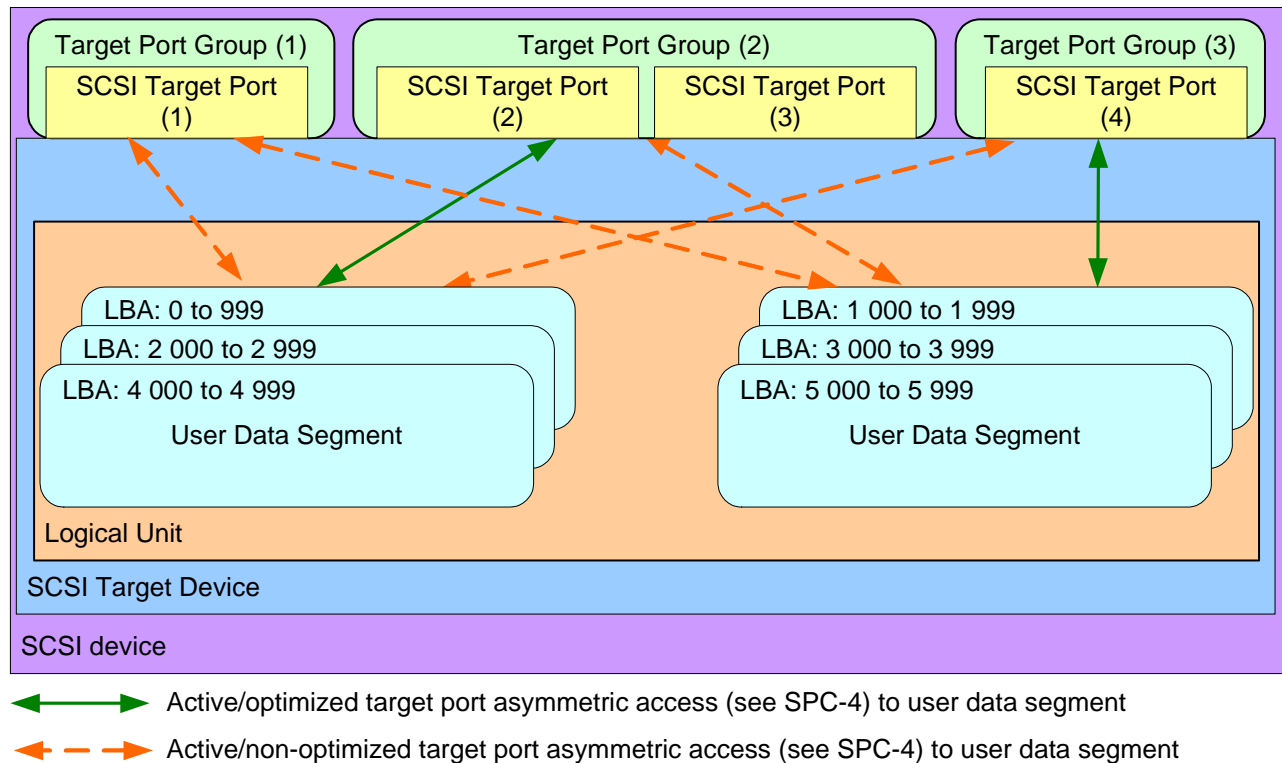 Target Port Group (1)
SCSI Target Port
(1)
Target Port Group (2)
SCSI Target Port
(2)
SCSI Target Port
(3)
Target Port Group (3)
SCSI Target Port
(4)
LBA: 0 to 999
LBA: 2 000 to 2 999
LBA: 4 000 to 4 999
User Data Segment
LBA: 1 000 to 1 999
LBA: 3 000 to 3 999
LBA: 5 000 to 5 999
User Data Segment
Logical Unit
SCSI Target Device
SCSI device
Active/optimized target port asymmetric access (see SPC-4) to user data segment
Active/non-optimized target port asymmetric access (see SPC-4) to user data segment